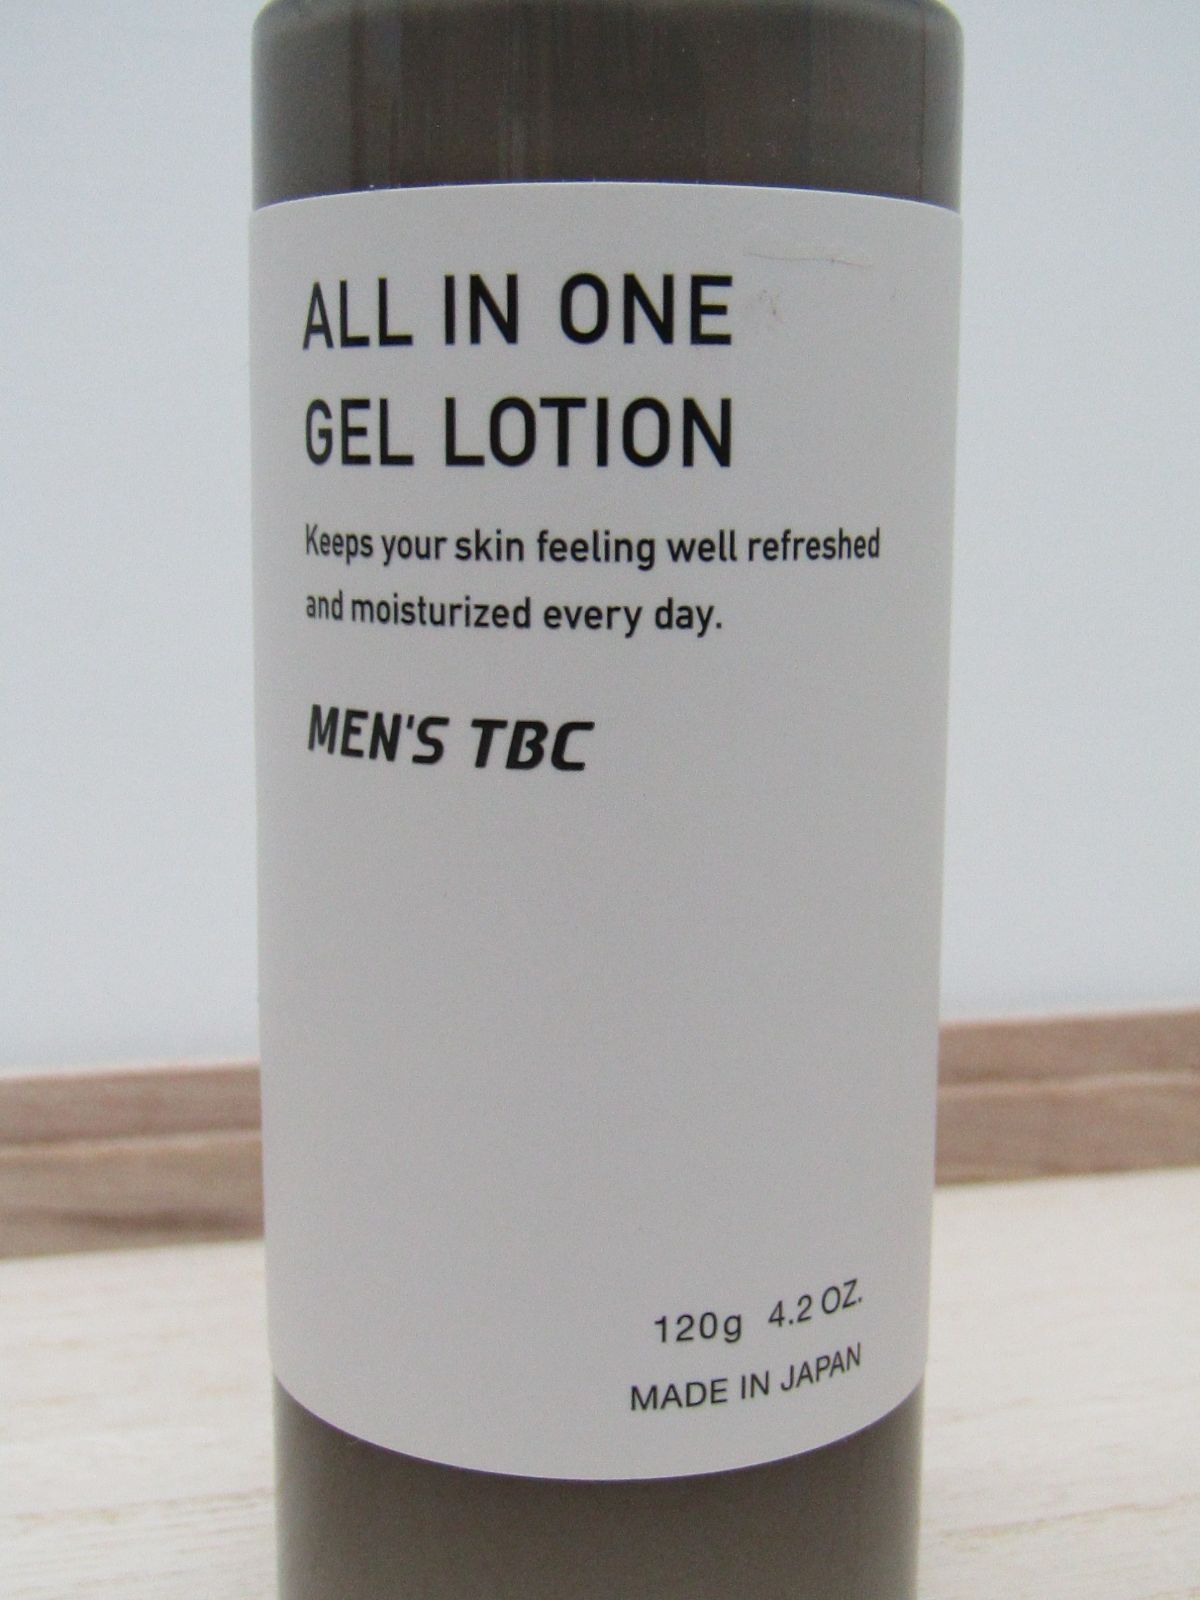 ALL IN ONE
GEL LOTION
Keeps your skin feeling well refreshed
and moisturized every day.
MEN'S TBC
120g 4.2 OZ.
MADE IN JAPAN